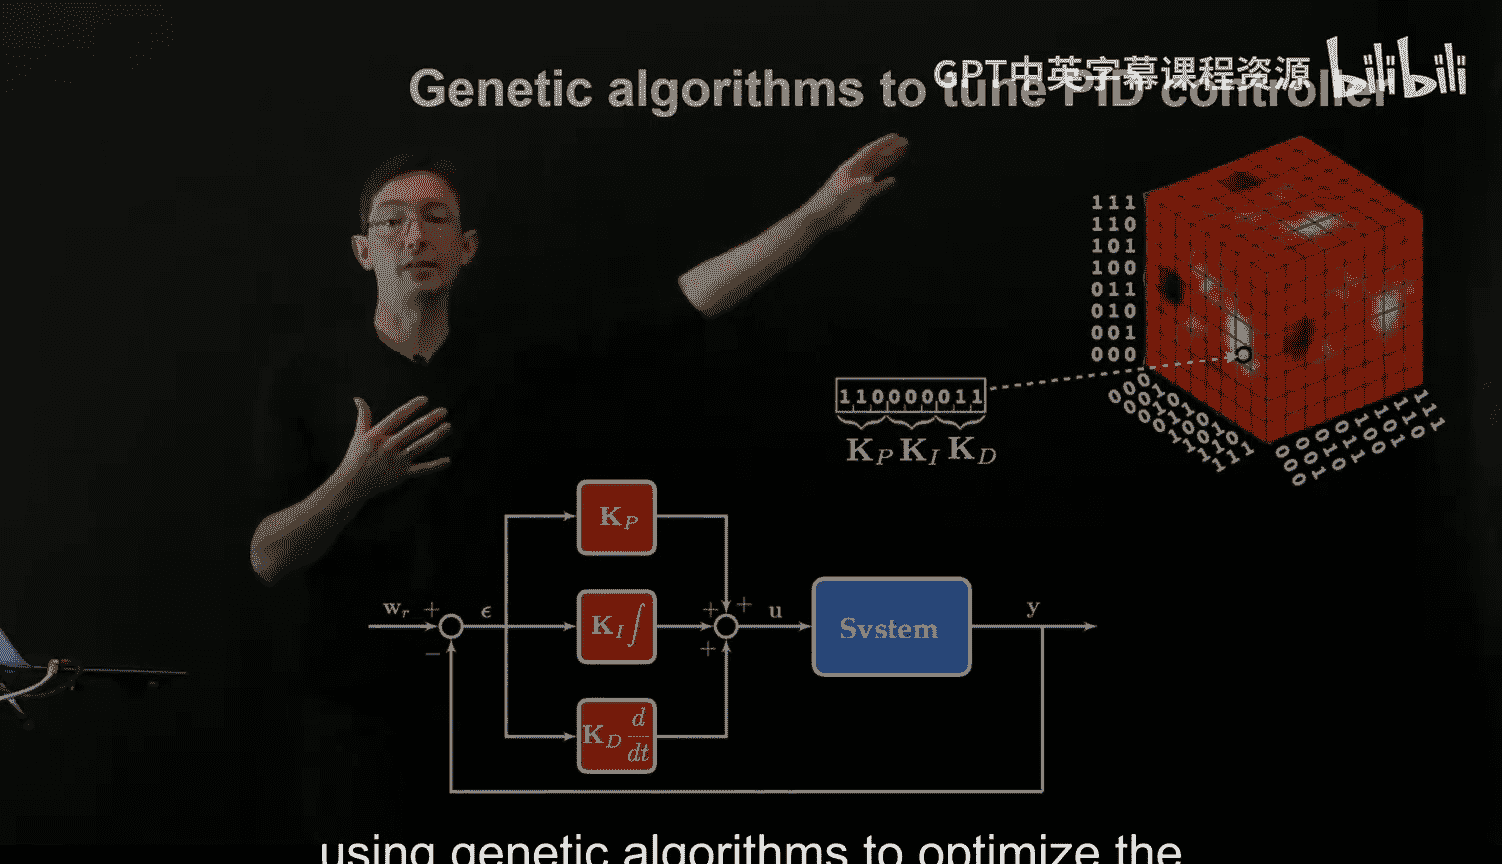 Genetic algorithms to tune PID controller
GPT中英字幕课程资源 bilibili
111
110
101
100
011
010
001
000
110000011
K_P K_I K_D
K_P
w_r + ϵ K_I ∫ + + u System y
−
+
K_D d/dt
using genetic algorithms to optimize the